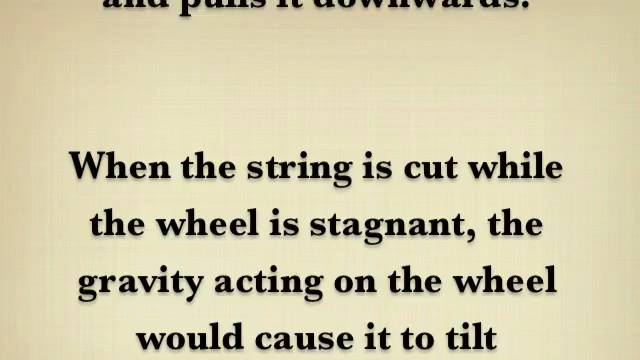 and pulls it downwards.
When the string is cut while
the wheel is stagnant, the
gravity acting on the wheel
would cause it to tilt